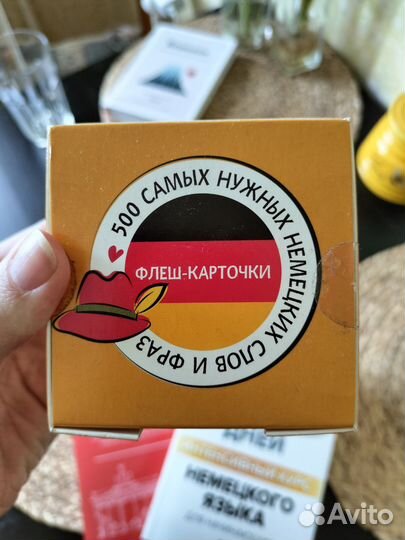 500 САМЫХ НУЖНЫХ НЕМЕЦКИХ СЛОВ И ФРАЗ
ФЛЕШ-КАРТОЧКИ
НЕМЕЦКОГО
ЯЗЫКА
Avito